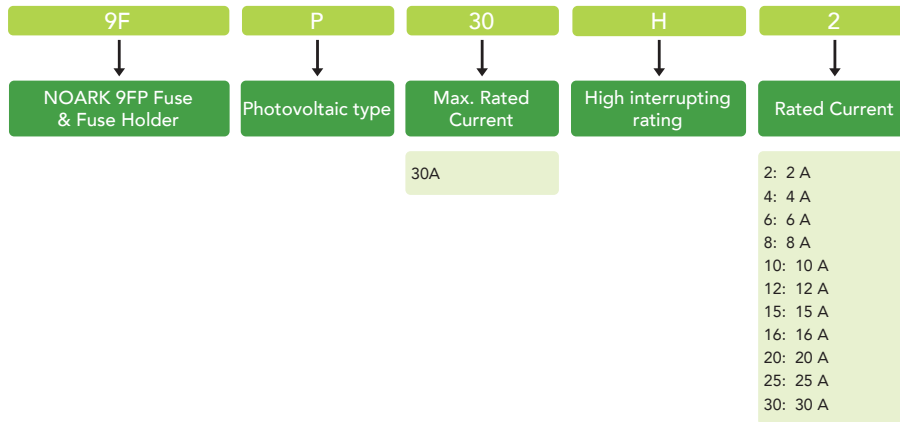 9F P 30 H 2
NOARK 9FP Fuse
& Fuse Holder
Photovoltaic type
Max. Rated
Current
High interrupting
rating
Rated Current
30A
2: 2 A
4: 4 A
6: 6 A
8: 8 A
10: 10 A
12: 12 A
15: 15 A
16: 16 A
20: 20 A
25: 25 A
30: 30 A